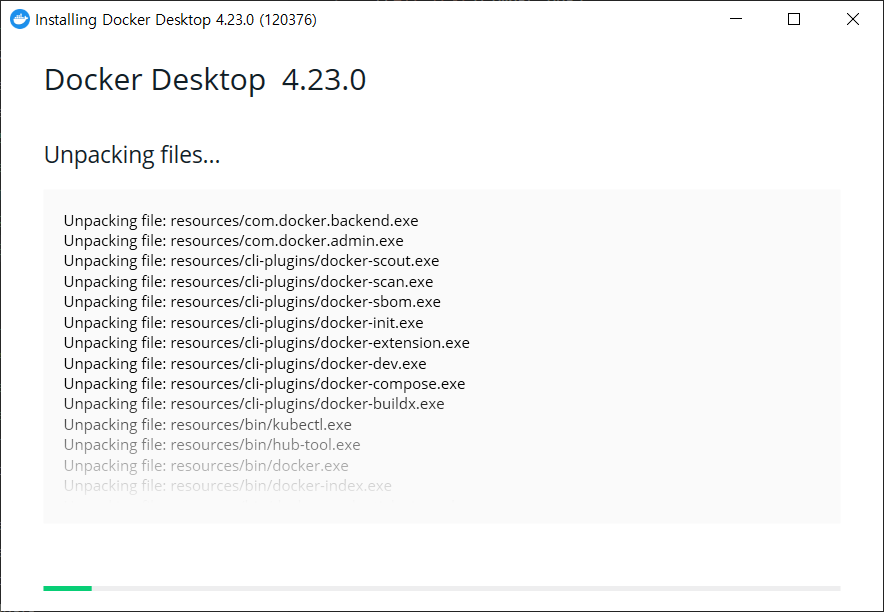 Installing Docker Desktop 4.23.0 (120376)
Docker Desktop 4.23.0
Unpacking files...
Unpacking file: resources/com.docker.backend.exe
Unpacking file: resources/com.docker.admin.exe
Unpacking file: resources/cli-plugins/docker-scout.exe
Unpacking file: resources/cli-plugins/docker-scan.exe
Unpacking file: resources/cli-plugins/docker-sbom.exe
Unpacking file: resources/cli-plugins/docker-init.exe
Unpacking file: resources/cli-plugins/docker-extension.exe
Unpacking file: resources/cli-plugins/docker-dev.exe
Unpacking file: resources/cli-plugins/docker-compose.exe
Unpacking file: resources/cli-plugins/docker-buildx.exe
Unpacking file: resources/bin/kubectl.exe
Unpacking file: resources/bin/hub-tool.exe
Unpacking file: resources/bin/docker.exe
Unpacking file: resources/bin/docker-index.exe